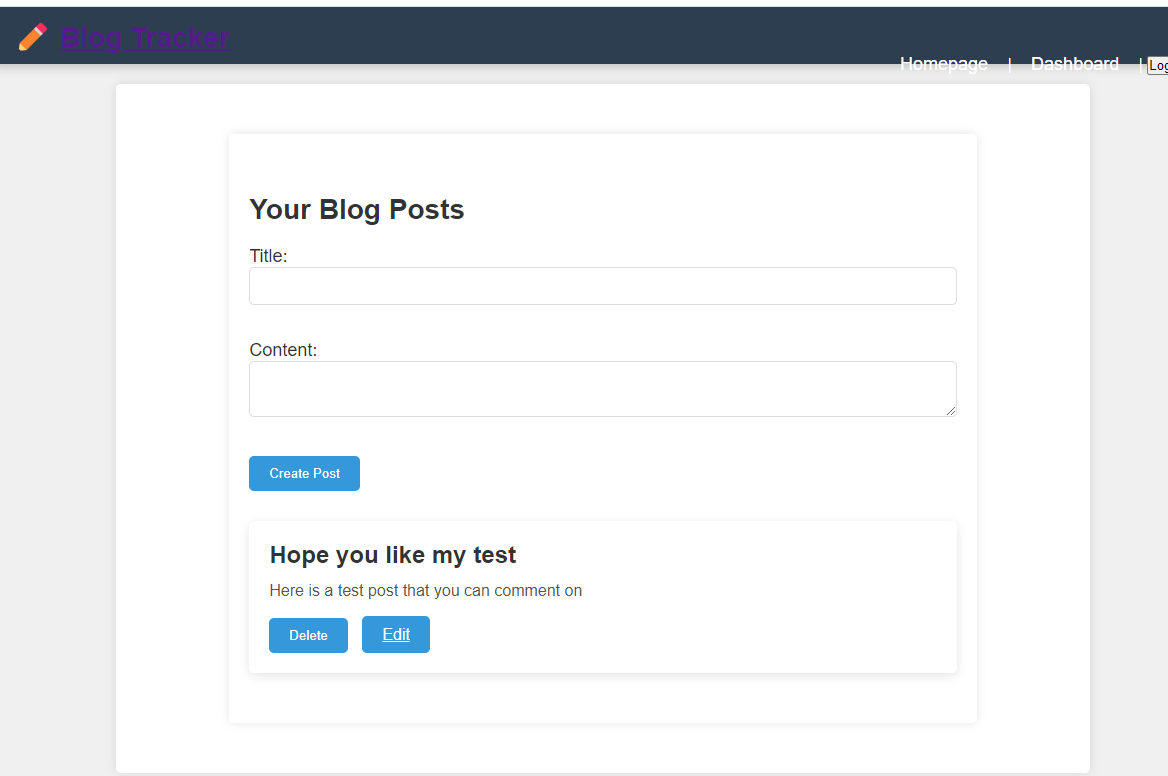 Blog Tracker
Homepage | Dashboard | Log
Your Blog Posts
Title:
Content:
Create Post
Hope you like my test
Here is a test post that you can comment on
Delete Edit